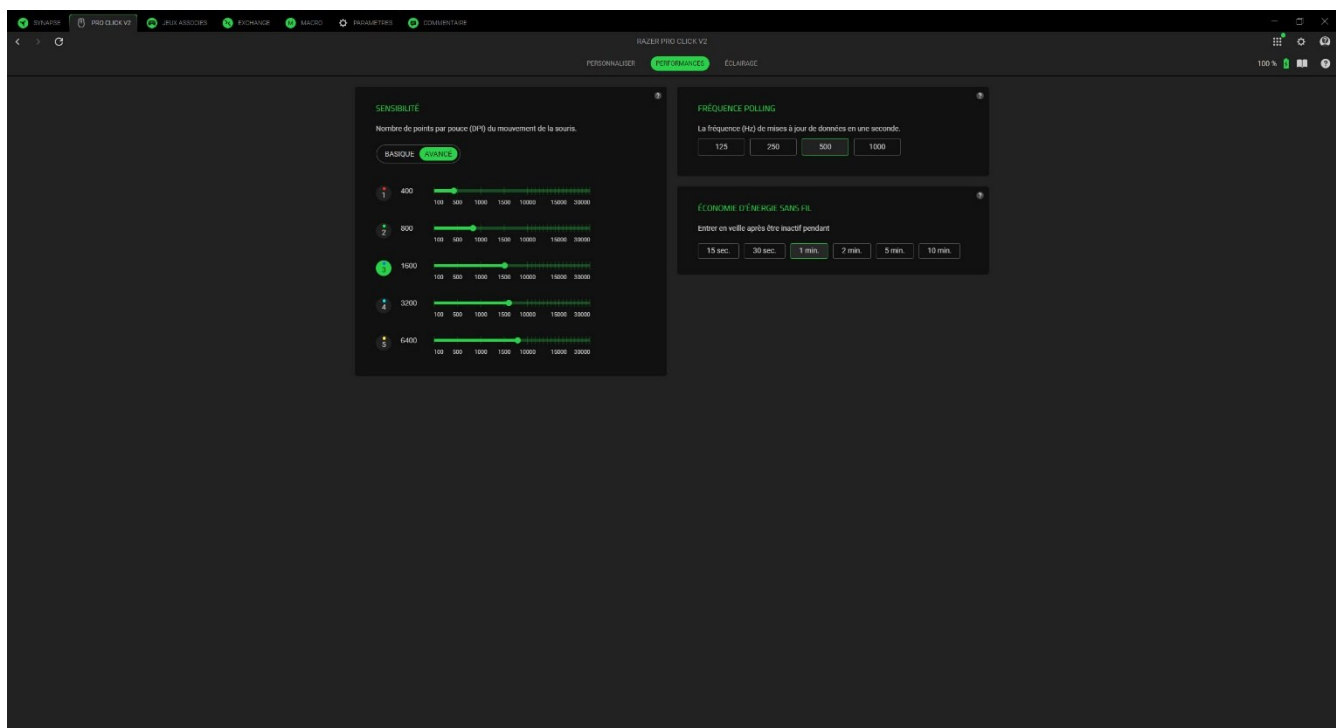 SYNAPSE PRO CLICK V2 JEUX ASSOCIÉS EXCHANGE MACRO PARAMÈTRES COMMENTAIRE
RAZER PRO CLICK V2
PERSONNALISER PERFORMANCES ÉCLAIRAGE 100 %
SENSIBILITÉ
Nombre de points par pouce (DPI) du mouvement de la souris.
BASIQUE AVANCÉ
1 400
100 500 1000 1500 10000 15000 30000
2 800
100 500 1000 1500 10000 15000 30000
3 1600
100 500 1000 1500 10000 15000 30000
4 3200
100 500 1000 1500 10000 15000 30000
5 6400
100 500 1000 1500 10000 15000 30000
FRÉQUENCE POLLING
La fréquence (Hz) de mises à jour de données en une seconde.
125 250 500 1000
ÉCONOMIE D'ÉNERGIE SANS FIL
Entrer en veille après être inactif pendant
15 sec. 30 sec. 1 min. 2 min. 5 min. 10 min.